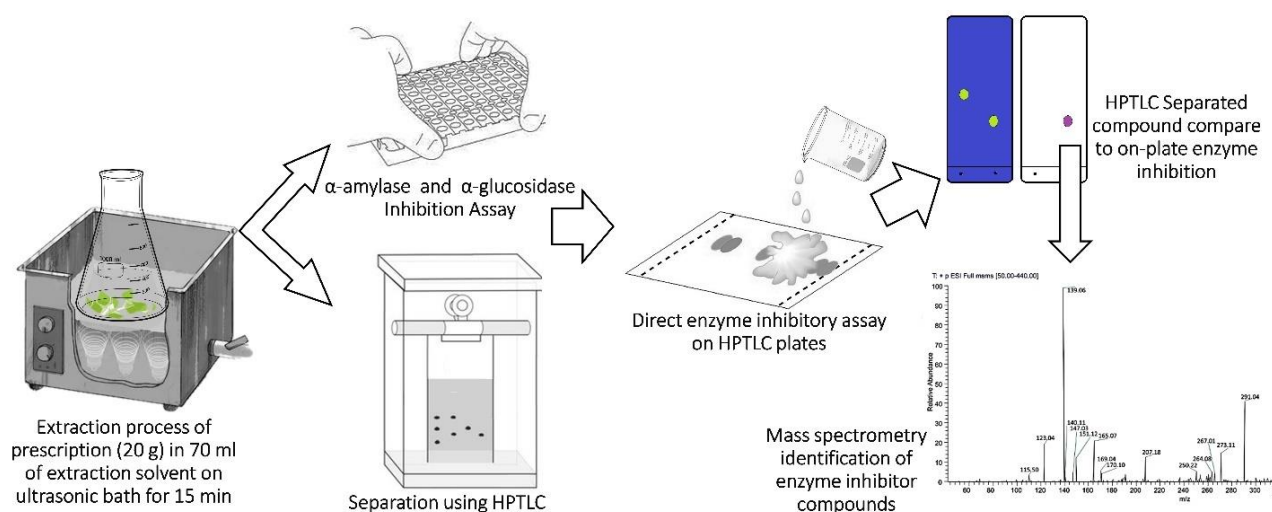 α-amylase and α-glucosidase
Inhibition Assay
Extraction process of
prescription (20 g) in 70 ml
of extraction solvent on
ultrasonic bath for 15 min
Separation using HPTLC
Direct enzyme inhibitory assay
on HPTLC plates
HPTLC Separated
compound compare
to on-plate enzyme
inhibition
Mass spectrometry
identification of
enzyme inhibitor
compounds
T: + p ESI Full mems [50.00-440.00]
Relative Abundance
100
90
80
70
60
50
40
30
20
10
0
139.06
140.11
147.03
151.12
165.07
123.04
115.50
169.04
170.10
207.18
250.22
264.08
267.01
273.11
291.04
60 80 100 120 140 160 180 200 220 240 260 280 300
m/z